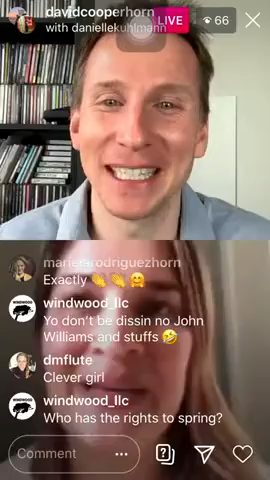 davidcooperhorn
with daniellekuhlmann
LIVE
66
marielarodriguezhorn
Exactly 👏👏🤗
windwood_llc
Yo don't be dissin no John
Williams and stuffs 🤣
dmflute
Clever girl
windwood_llc
Who has the rights to spring?
Comment